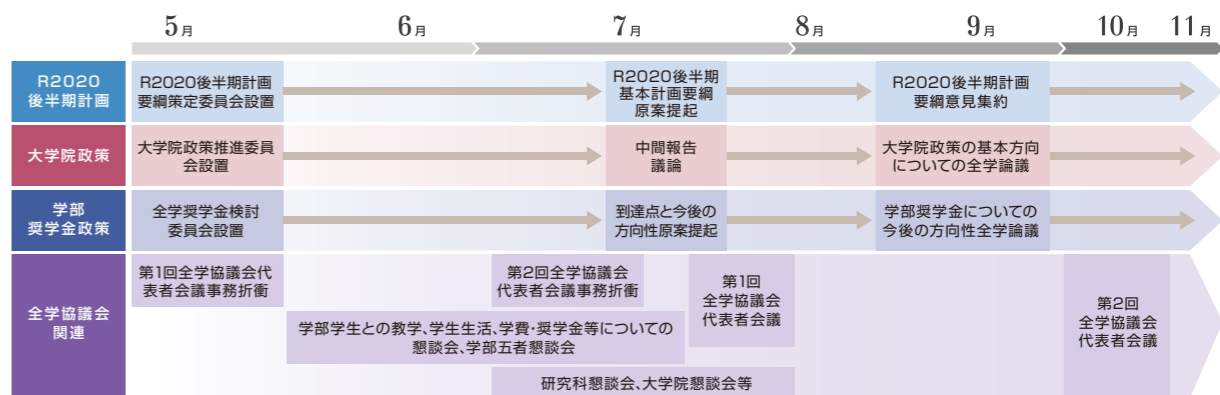 5月 6月 7月 8月 9月 10月 11月
R2020
後半期計画
R2020後半期計画
要綱策定委員会設置
R2020後半期
基本計画要綱
原案提起
R2020後半期計画
要綱意見集約
大学院政策
大学院政策推進委員
会設置
中間報告
議論
大学院政策の基本方向
についての全学論議
学部
奨学金政策
全学奨学金検討
委員会設置
到達点と今後の
方向性原案提起
学部奨学金についての
今後の方向性全学論議
全学協議会
関連
第1回全学協議会代
表者会議事務折衝
第2回全学協議会
代表者会議事務折衝
第1回
全学協議会
代表者会議
第2回
全学協議会
代表者会議
学部学生との教学、学生生活、学費・奨学金等についての
懇談会、学部五者懇談会
研究科懇談会、大学院懇談会等